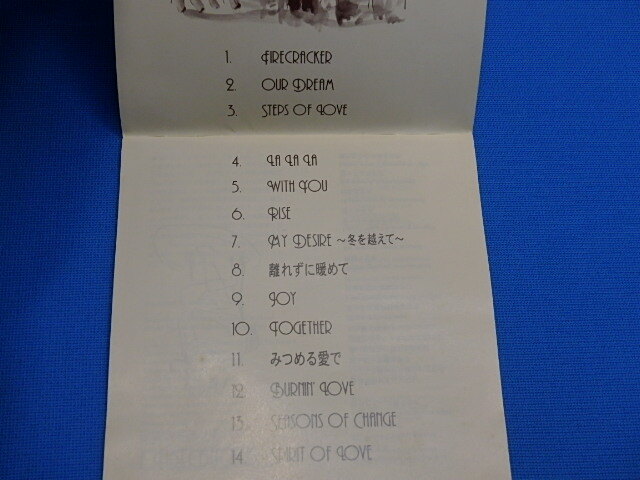 1. FIRECRACKER
2. OUR DREAM
3. STEPS OF LOVE
4. LA LA LA
5. WITH YOU
6. RISE
7. MY DESIRE ～冬を越えて～
8. 離れずに暖めて
9. JOY
10. TOGETHER
11. みつめる愛で
12. BURNIN' LOVE
13. SEASONS OF CHANGE
14. SPIRIT OF LOVE